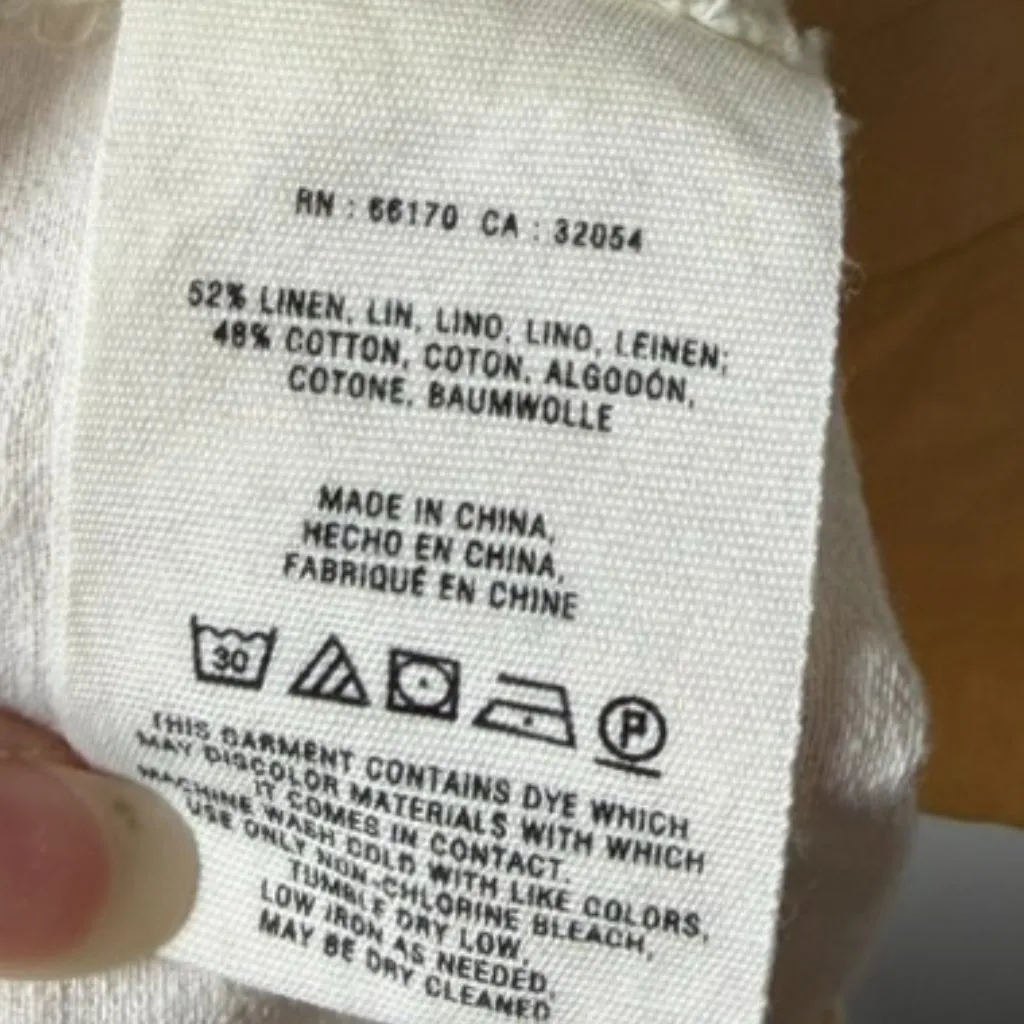 RN : 66170 CA : 32054
52% LINEN, LIN, LINO, LINO, LEINEN;
48% COTTON, COTON, ALGODÓN,
COTONE, BAUMWOLLE
MADE IN CHINA,
HECHO EN CHINA,
FABRIQUÉ EN CHINE
30
P
THIS GARMENT CONTAINS DYE WHICH
MAY DISCOLOR MATERIALS WITH WHICH
IT COMES IN CONTACT.
MACHINE WASH COLD WITH LIKE COLORS,
USE ONLY NON-CHLORINE BLEACH,
TUMBLE DRY LOW,
LOW IRON AS NEEDED,
MAY BE DRY CLEANED